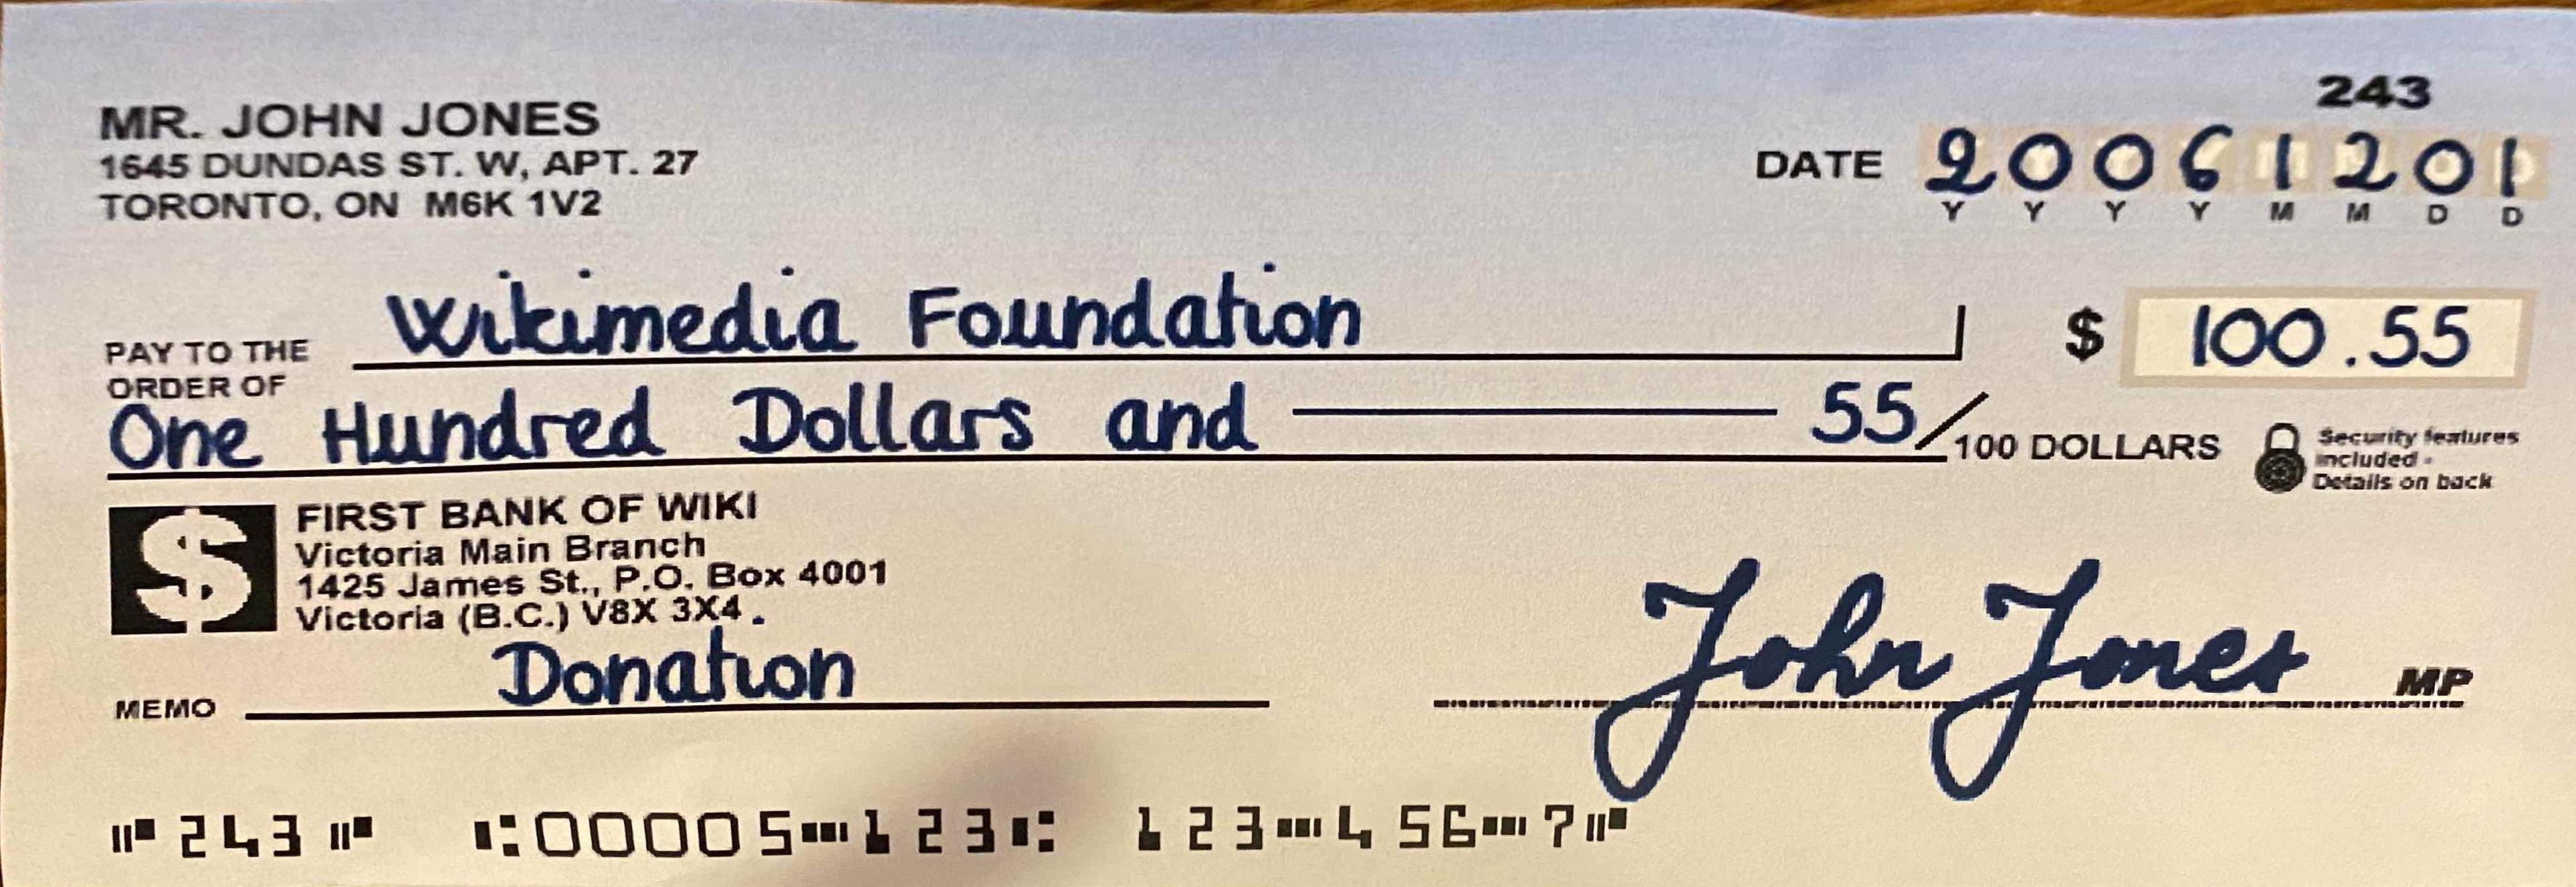 243
MR. JOHN JONES
1645 DUNDAS ST. W, APT. 27
TORONTO, ON M6K 1V2
DATE 20061201
Y Y Y Y M M D D
PAY TO THE
ORDER OF
Wikimedia Foundation
$ 100.55
One Hundred Dollars and 55/100 DOLLARS
Security features
included -
Details on back
$
FIRST BANK OF WIKI
Victoria Main Branch
1425 James St., P.O. Box 4001
Victoria (B.C.) V8X 3X4.
MEMO Donation
John Jones MP
⑈243⑈ ⑆00005⑉123⑆ 123⑉456⑉7⑈